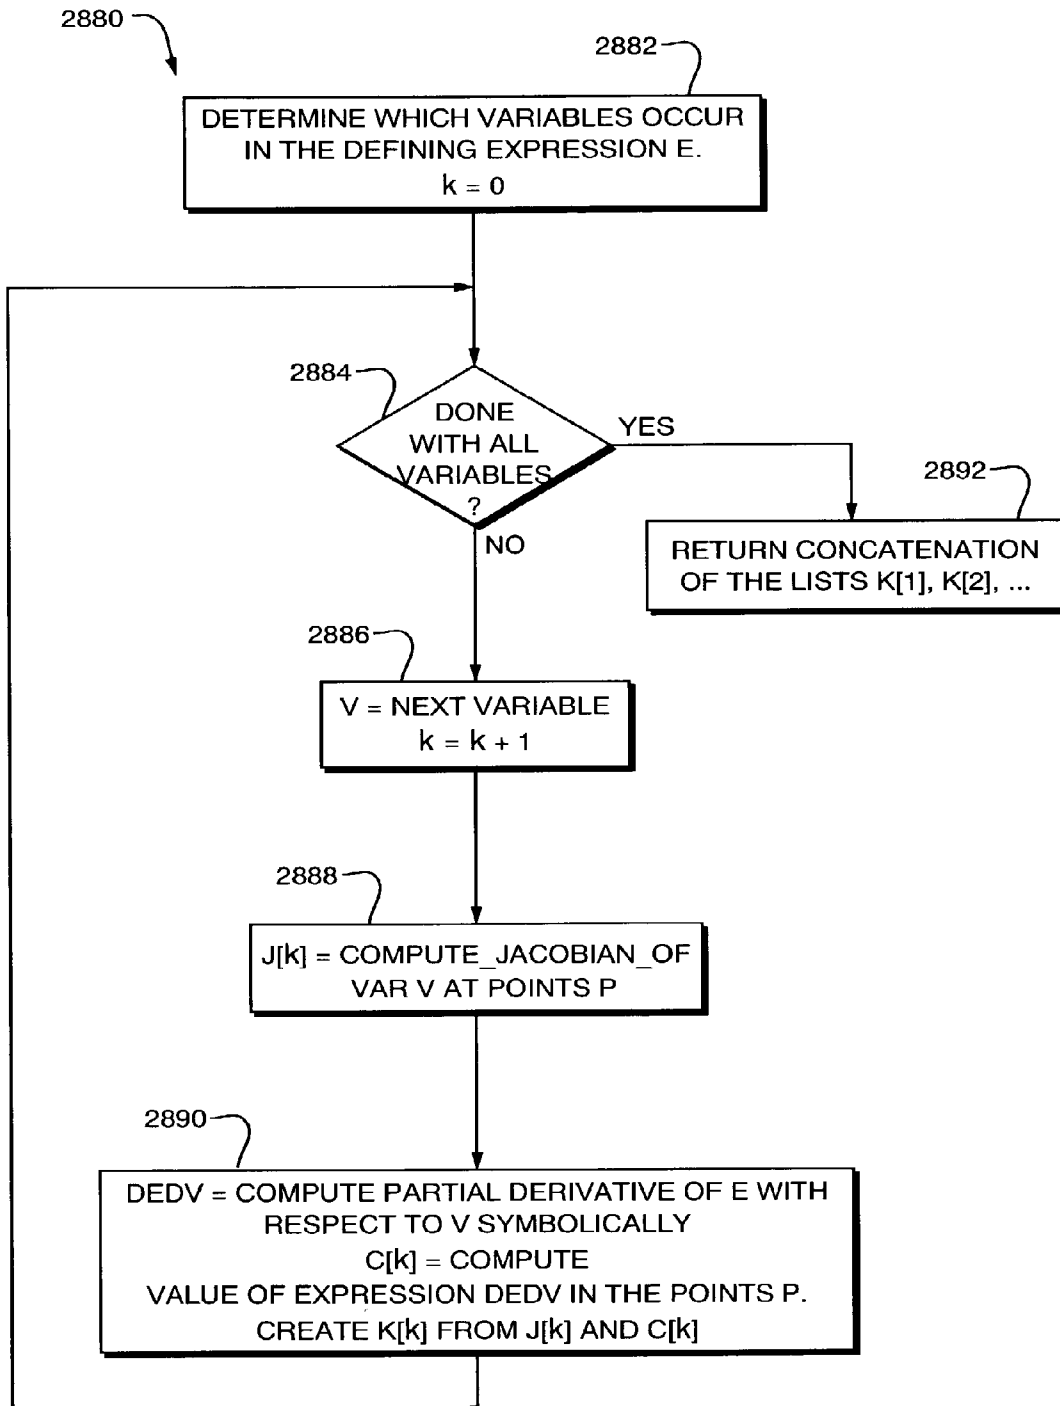 2880
2882
DETERMINE WHICH VARIABLES OCCUR
IN THE DEFINING EXPRESSION E.
k = 0
2884
DONE
WITH ALL
VARIABLES
?
YES
NO
2892
RETURN CONCATENATION
OF THE LISTS K[1], K[2], ...
2886
V = NEXT VARIABLE
k = k + 1
2888
J[k] = COMPUTE_JACOBIAN_OF
VAR V AT POINTS P
2890
DEDV = COMPUTE PARTIAL DERIVATIVE OF E WITH
RESPECT TO V SYMBOLICALLY
C[k] = COMPUTE
VALUE OF EXPRESSION DEDV IN THE POINTS P.
CREATE K[k] FROM J[k] AND C[k]